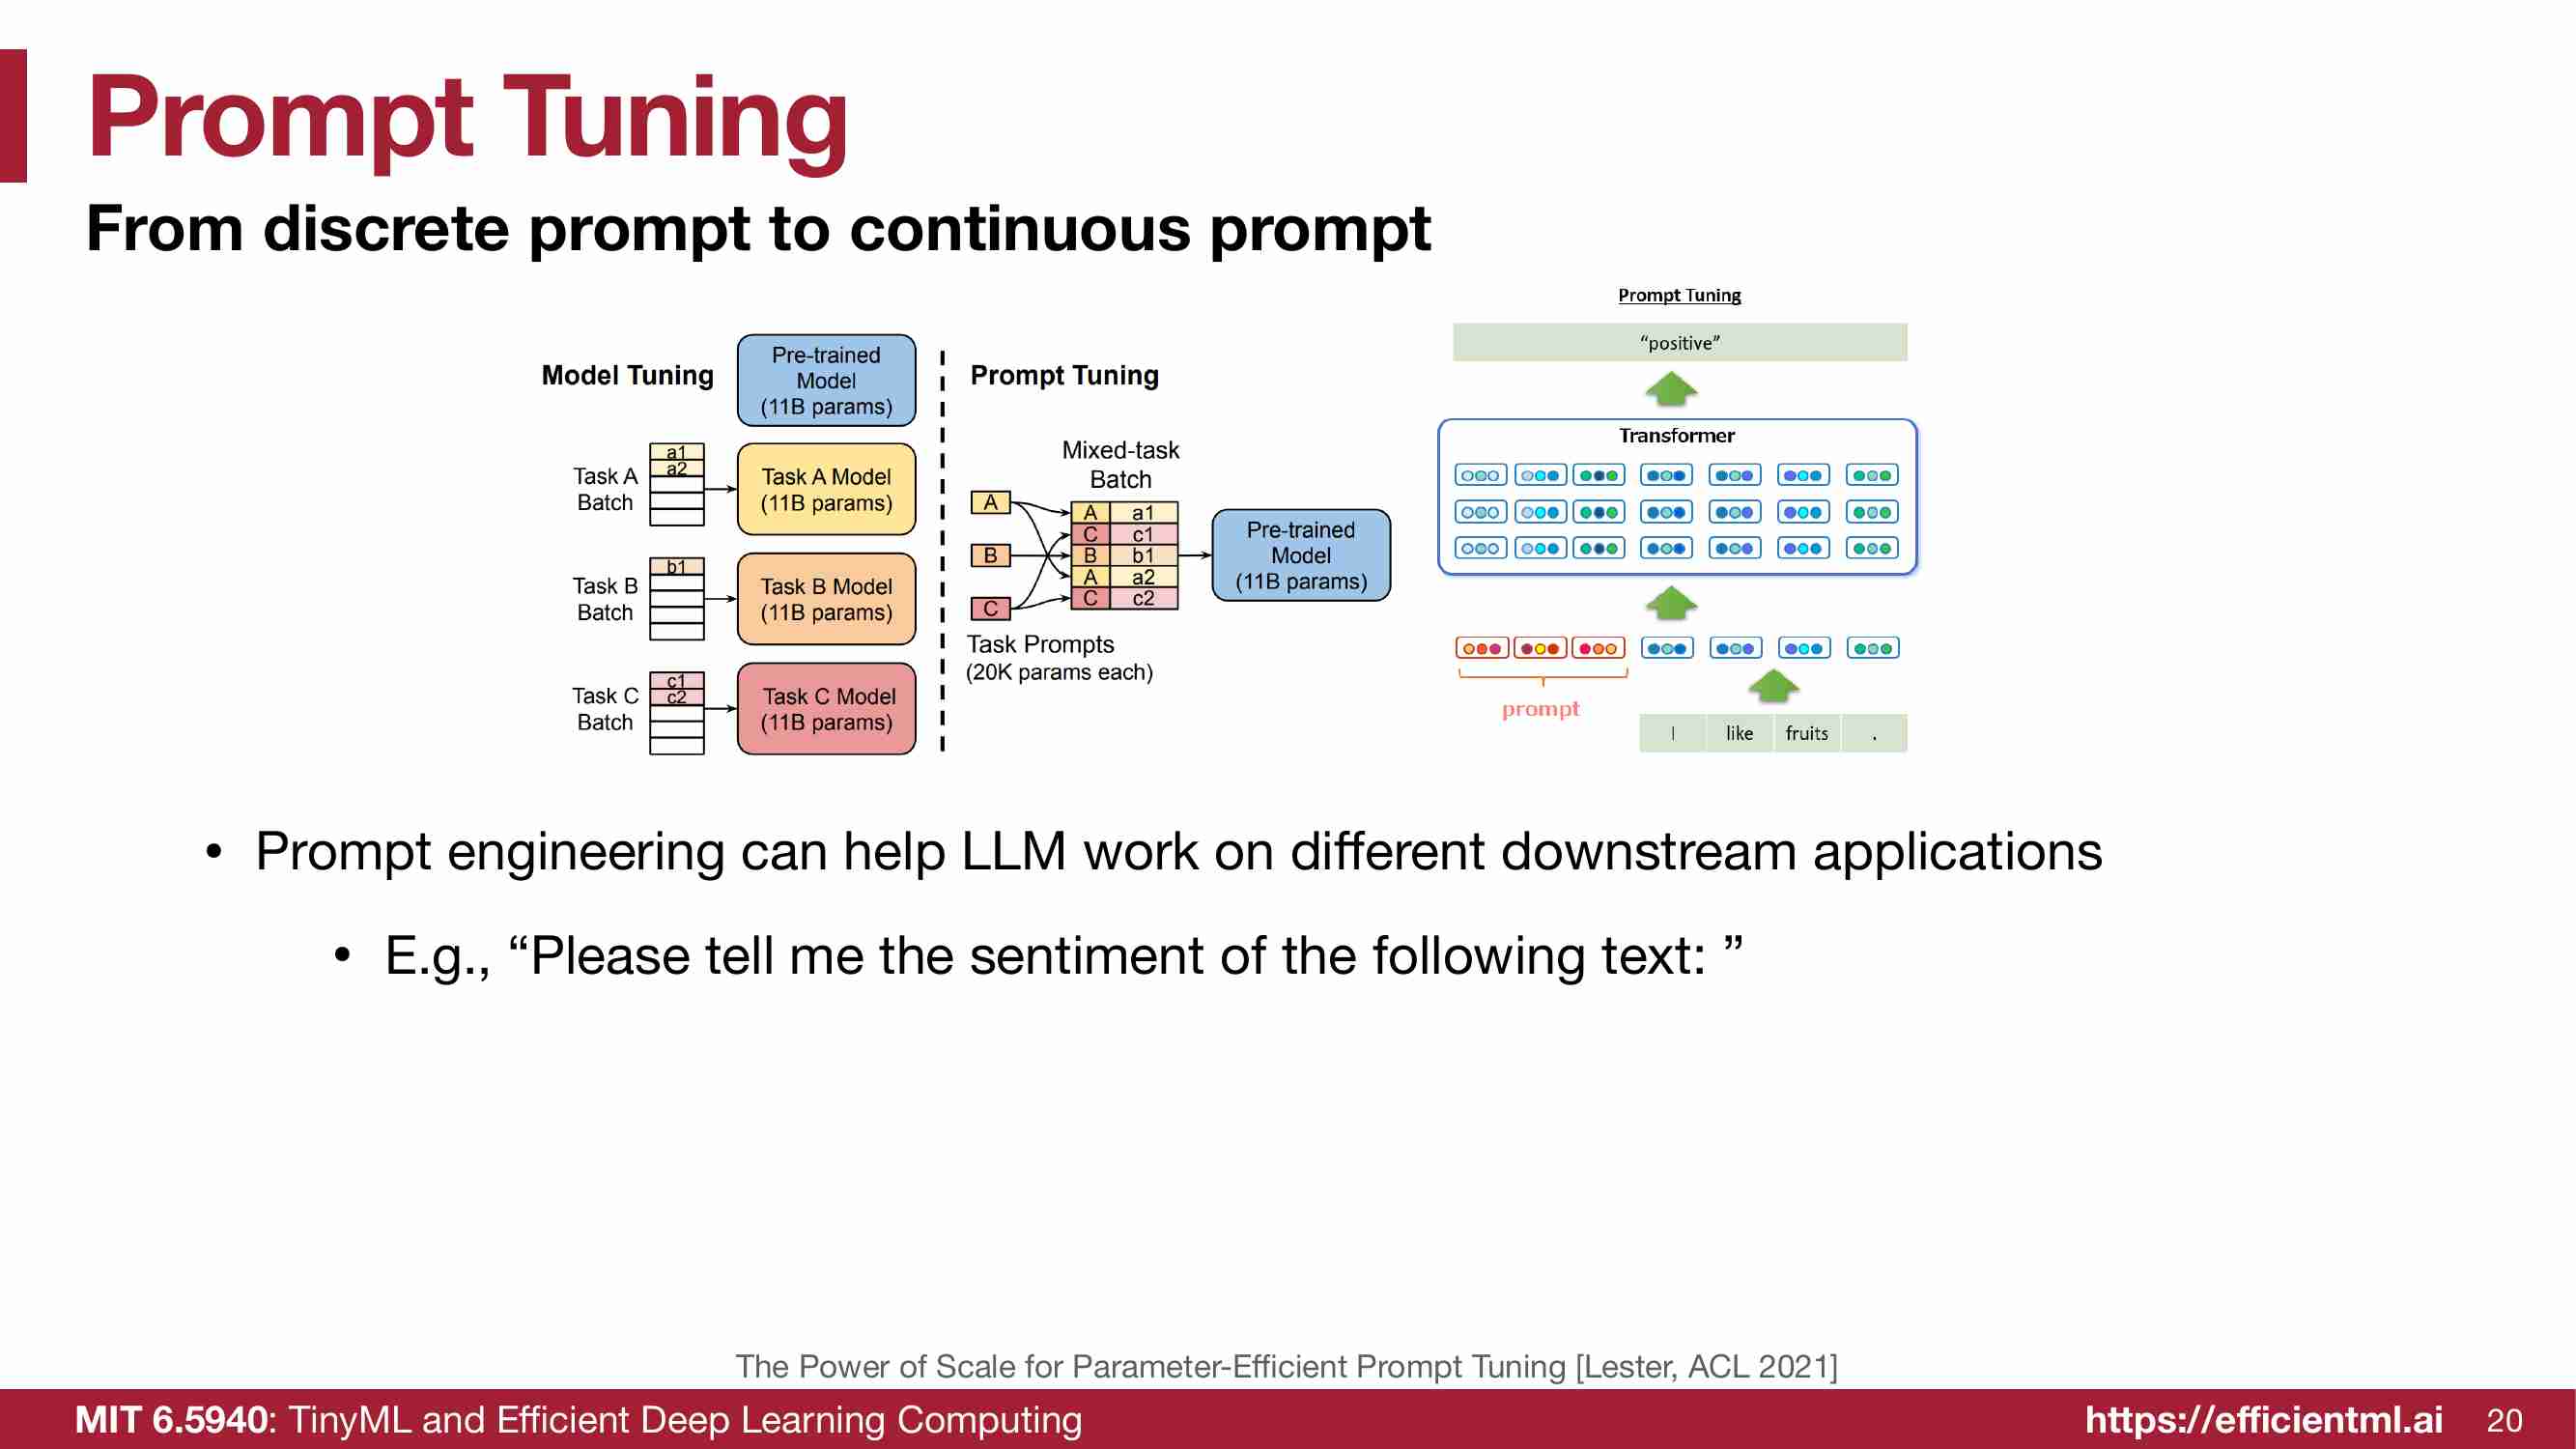 Prompt Tuning
From discrete prompt to continuous prompt
Model Tuning
Pre-trained
Model
(11B params)
Task A
Batch
a1
a2
Task A Model
(11B params)
Task B
Batch
b1
Task B Model
(11B params)
Task C
Batch
c1
c2
Task C Model
(11B params)
Prompt Tuning
Mixed-task
Batch
A
B
C
A a1
C c1
B b1
A a2
C c2
Task Prompts
(20K params each)
Pre-trained
Model
(11B params)
Prompt Tuning
“positive”
Transformer
prompt
I like fruits .
• Prompt engineering can help LLM work on different downstream applications
• E.g., “Please tell me the sentiment of the following text: ”
The Power of Scale for Parameter-Efficient Prompt Tuning [Lester, ACL 2021]
MIT 6.5940: TinyML and Efficient Deep Learning Computing
https://efficientml.ai
20